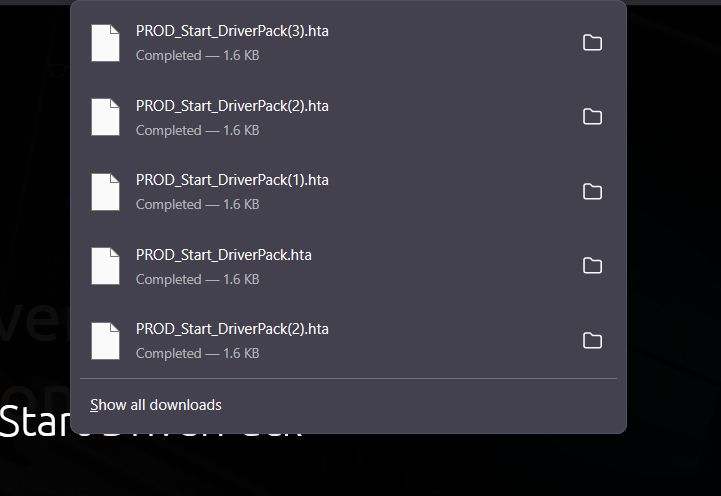 PROD_Start_DriverPack(3).hta
Completed — 1.6 KB
PROD_Start_DriverPack(2).hta
Completed — 1.6 KB
PROD_Start_DriverPack(1).hta
Completed — 1.6 KB
PROD_Start_DriverPack.hta
Completed — 1.6 KB
PROD_Start_DriverPack(2).hta
Completed — 1.6 KB
Show all downloads
Start DriverPack